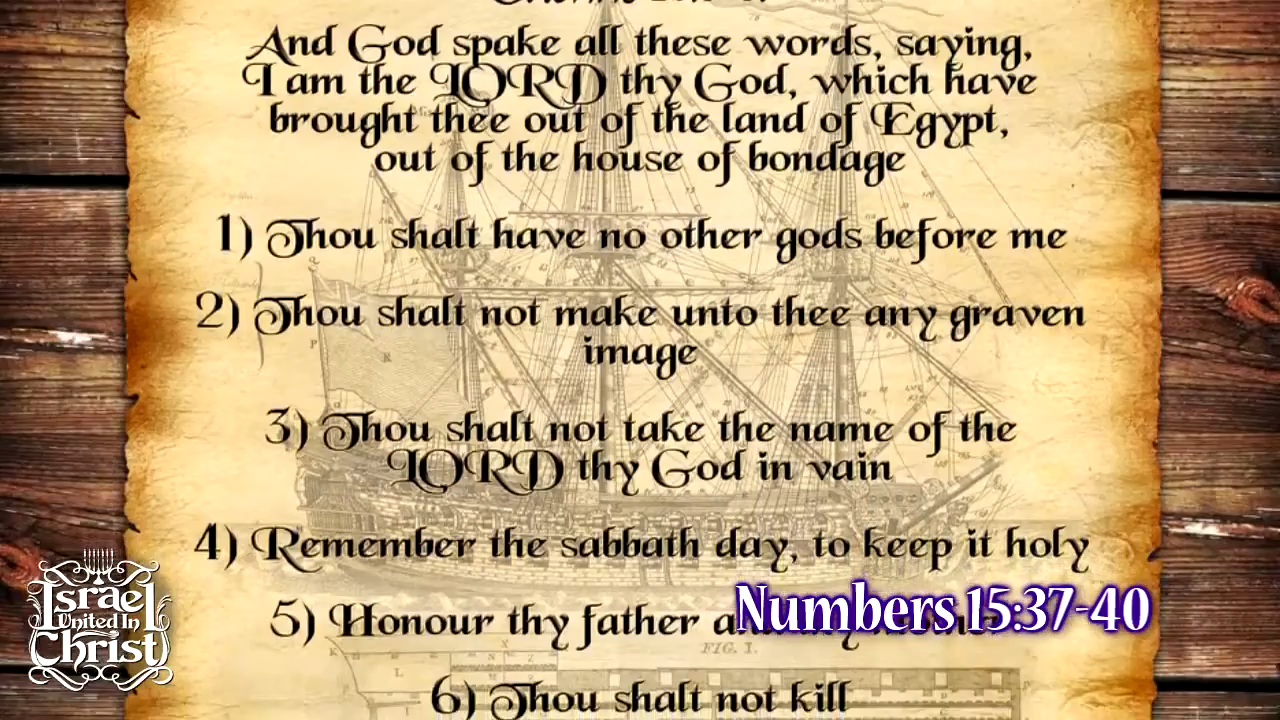 And God spake all these words, saying,
I am the LORD thy God, which have
brought thee out of the land of Egypt,
out of the house of bondage
1) Thou shalt have no other gods before me
2) Thou shalt not make unto thee any graven
image
3) Thou shalt not take the name of the
LORD thy God in vain
4) Remember the sabbath day, to keep it holy
5) Honour thy father
Numbers 15:37-40
6) Thou shalt not kill
Israel
United In
Christ
FIG. I.